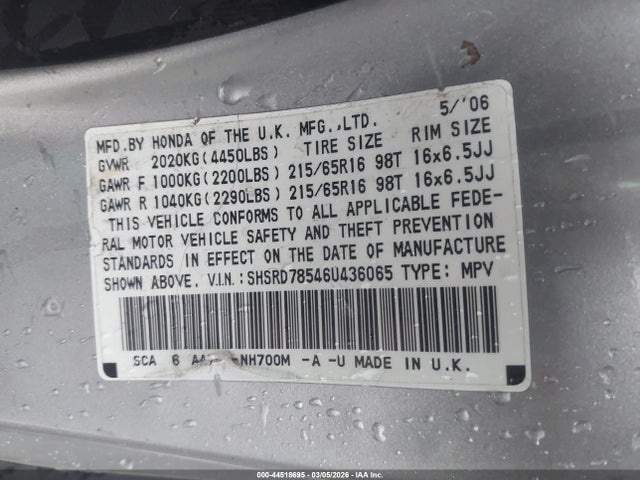 5/'06
MFD.BY HONDA OF THE U.K. MFG.,LTD.
GVWR 2020KG(4450LBS) TIRE SIZE RIM SIZE
GAWR F 1000KG(2200LBS) 215/65R16 98T 16x6.5JJ
GAWR R 1040KG(2290LBS) 215/65R16 98T 16x6.5JJ
THIS VEHICLE CONFORMS TO ALL APPLICABLE FEDE-
RAL MOTOR VEHICLE SAFETY AND THEFT PREVENTION
STANDARDS IN EFFECT ON THE DATE OF MANUFACTURE
SHOWN ABOVE. V.I.N:SHSRD78546U436065 TYPE: MPV
SCA 6 NH700M -A -U MADE IN U.K.
000-44518695 - 03/05/2026 - IAAI Corp.